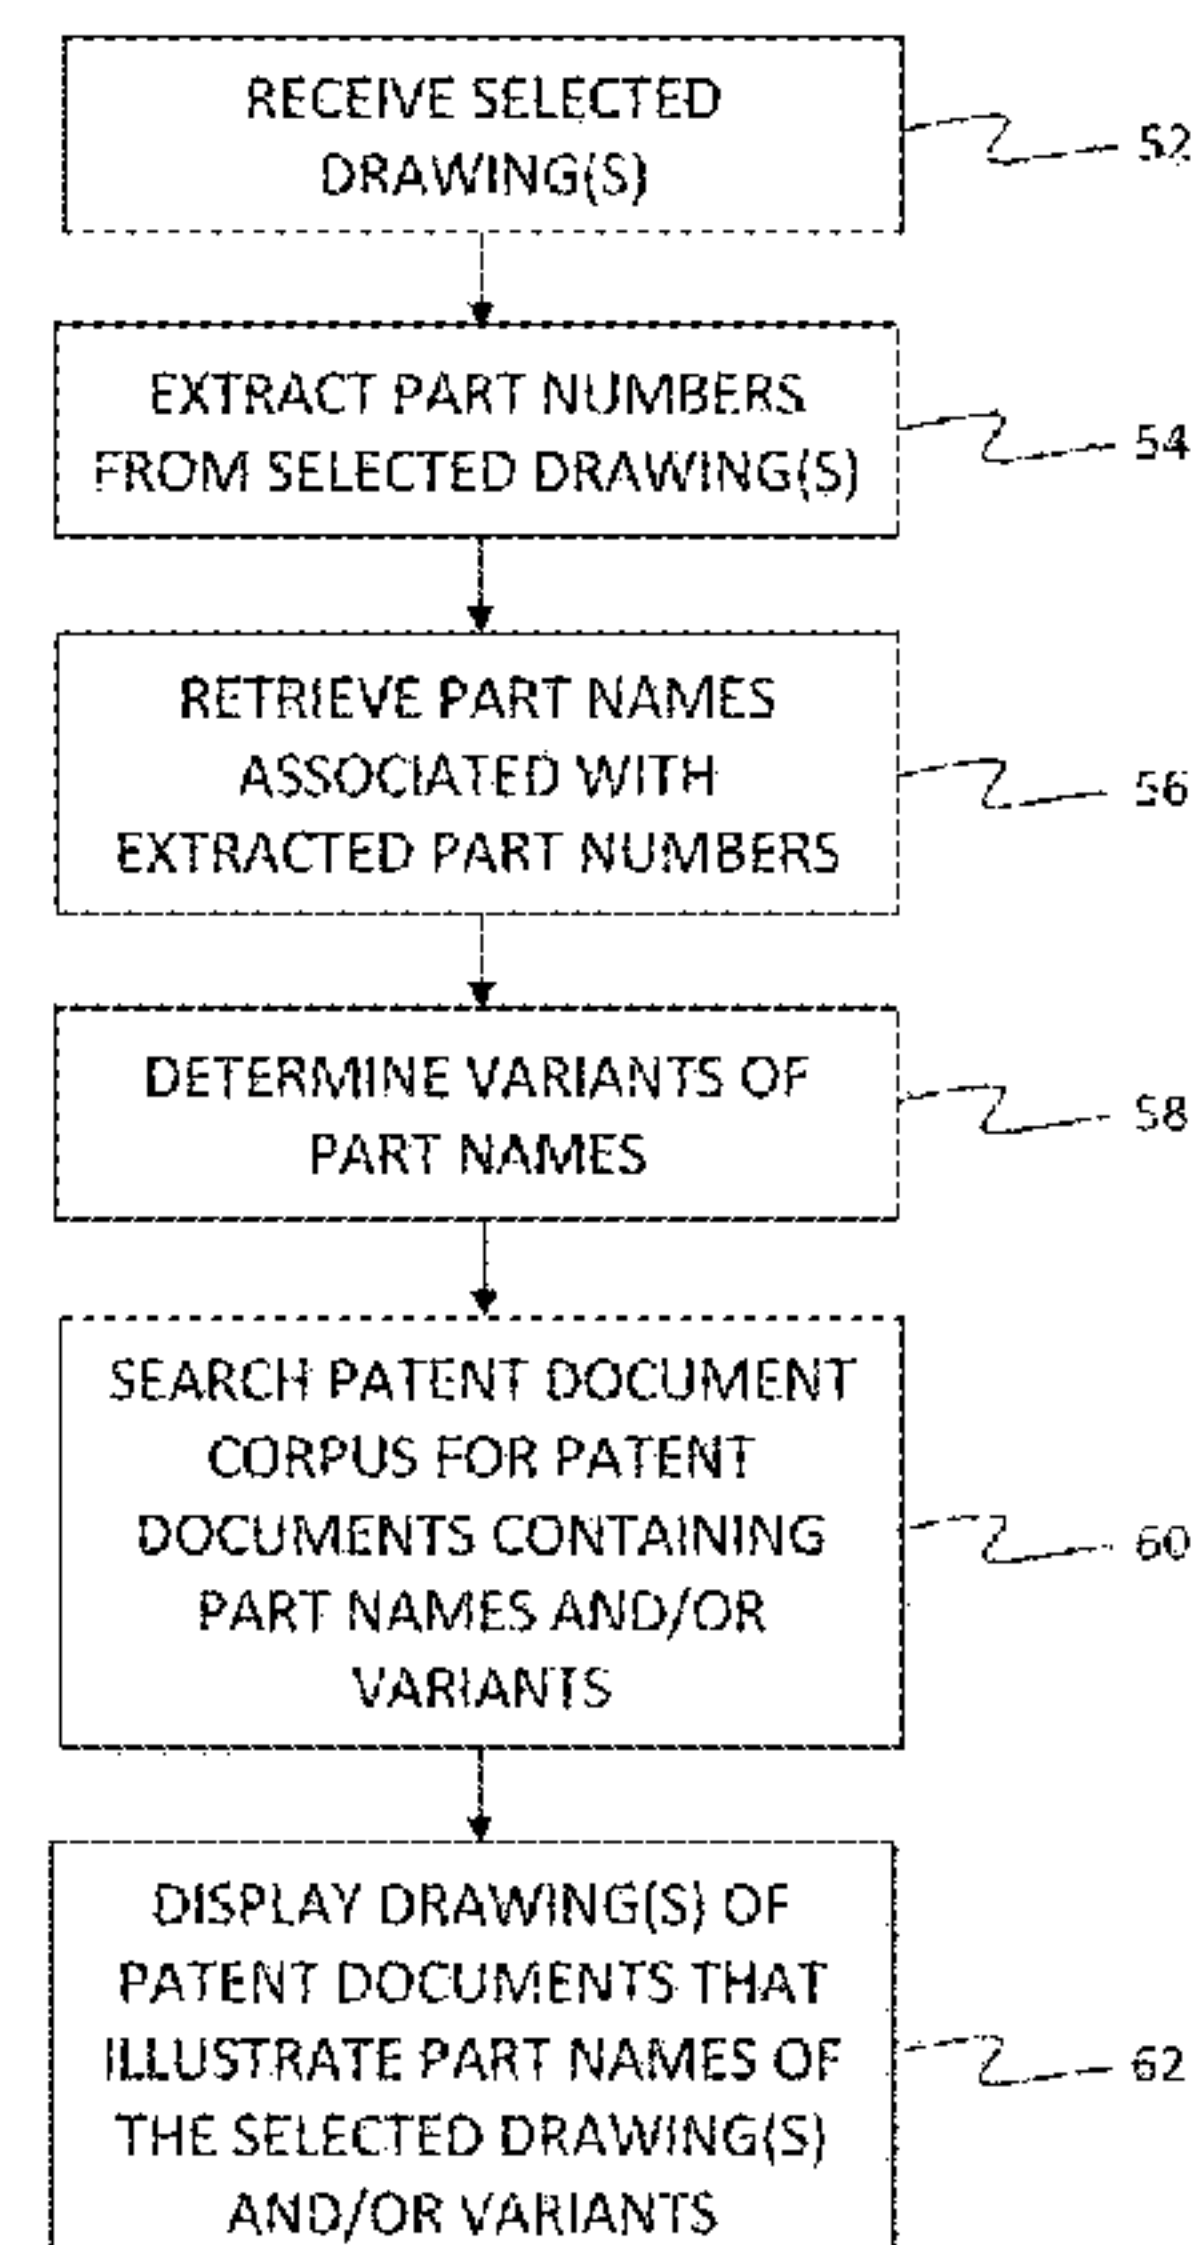 RECEIVE SELECTED
DRAWING(S)
52
EXTRACT PART NUMBERS
FROM SELECTED DRAWING(S)
54
RETRIEVE PART NAMES
ASSOCIATED WITH
EXTRACTED PART NUMBERS
56
DETERMINE VARIANTS OF
PART NAMES
58
SEARCH PATENT DOCUMENT
CORPUS FOR PATENT
DOCUMENTS CONTAINING
PART NAMES AND/OR
VARIANTS
60
DISPLAY DRAWING(S) OF
PATENT DOCUMENTS THAT
ILLUSTRATE PART NAMES OF
THE SELECTED DRAWING(S)
AND/OR VARIANTS
62